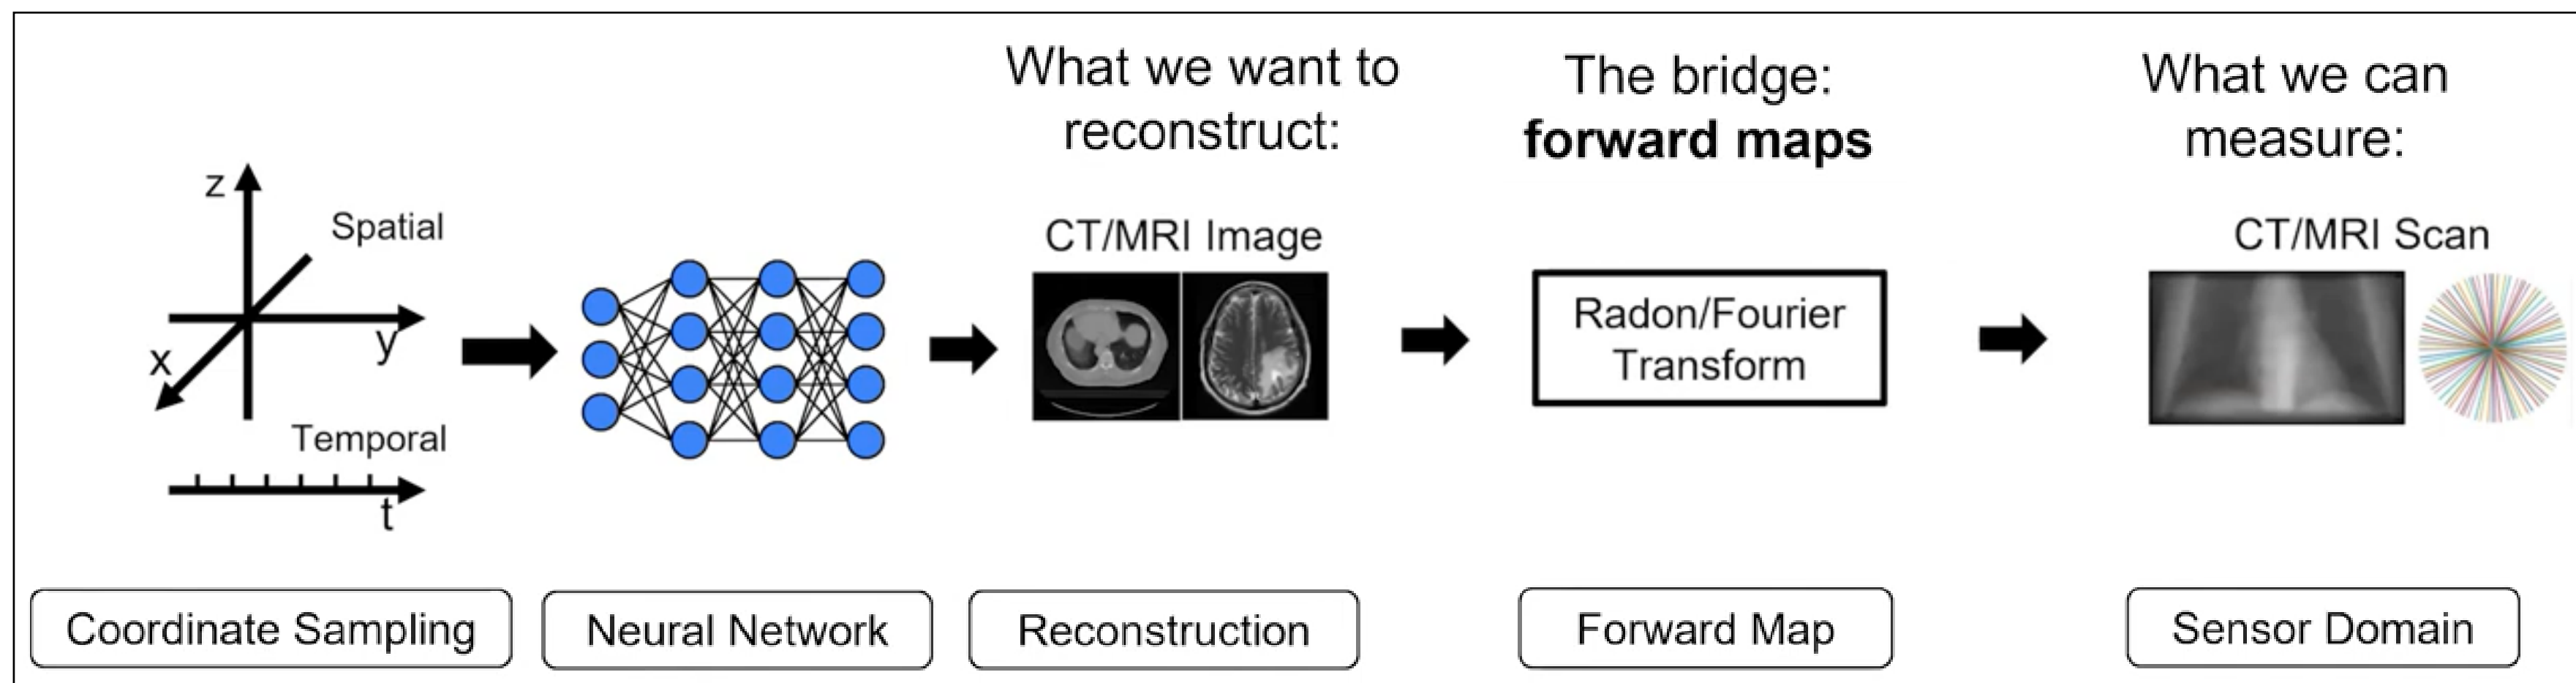 What we want to
reconstruct:
The bridge:
forward maps
What we can
measure:
z
Spatial
y
x
Temporal
t
CT/MRI Image
Radon/Fourier
Transform
CT/MRI Scan
Coordinate Sampling
Neural Network
Reconstruction
Forward Map
Sensor Domain